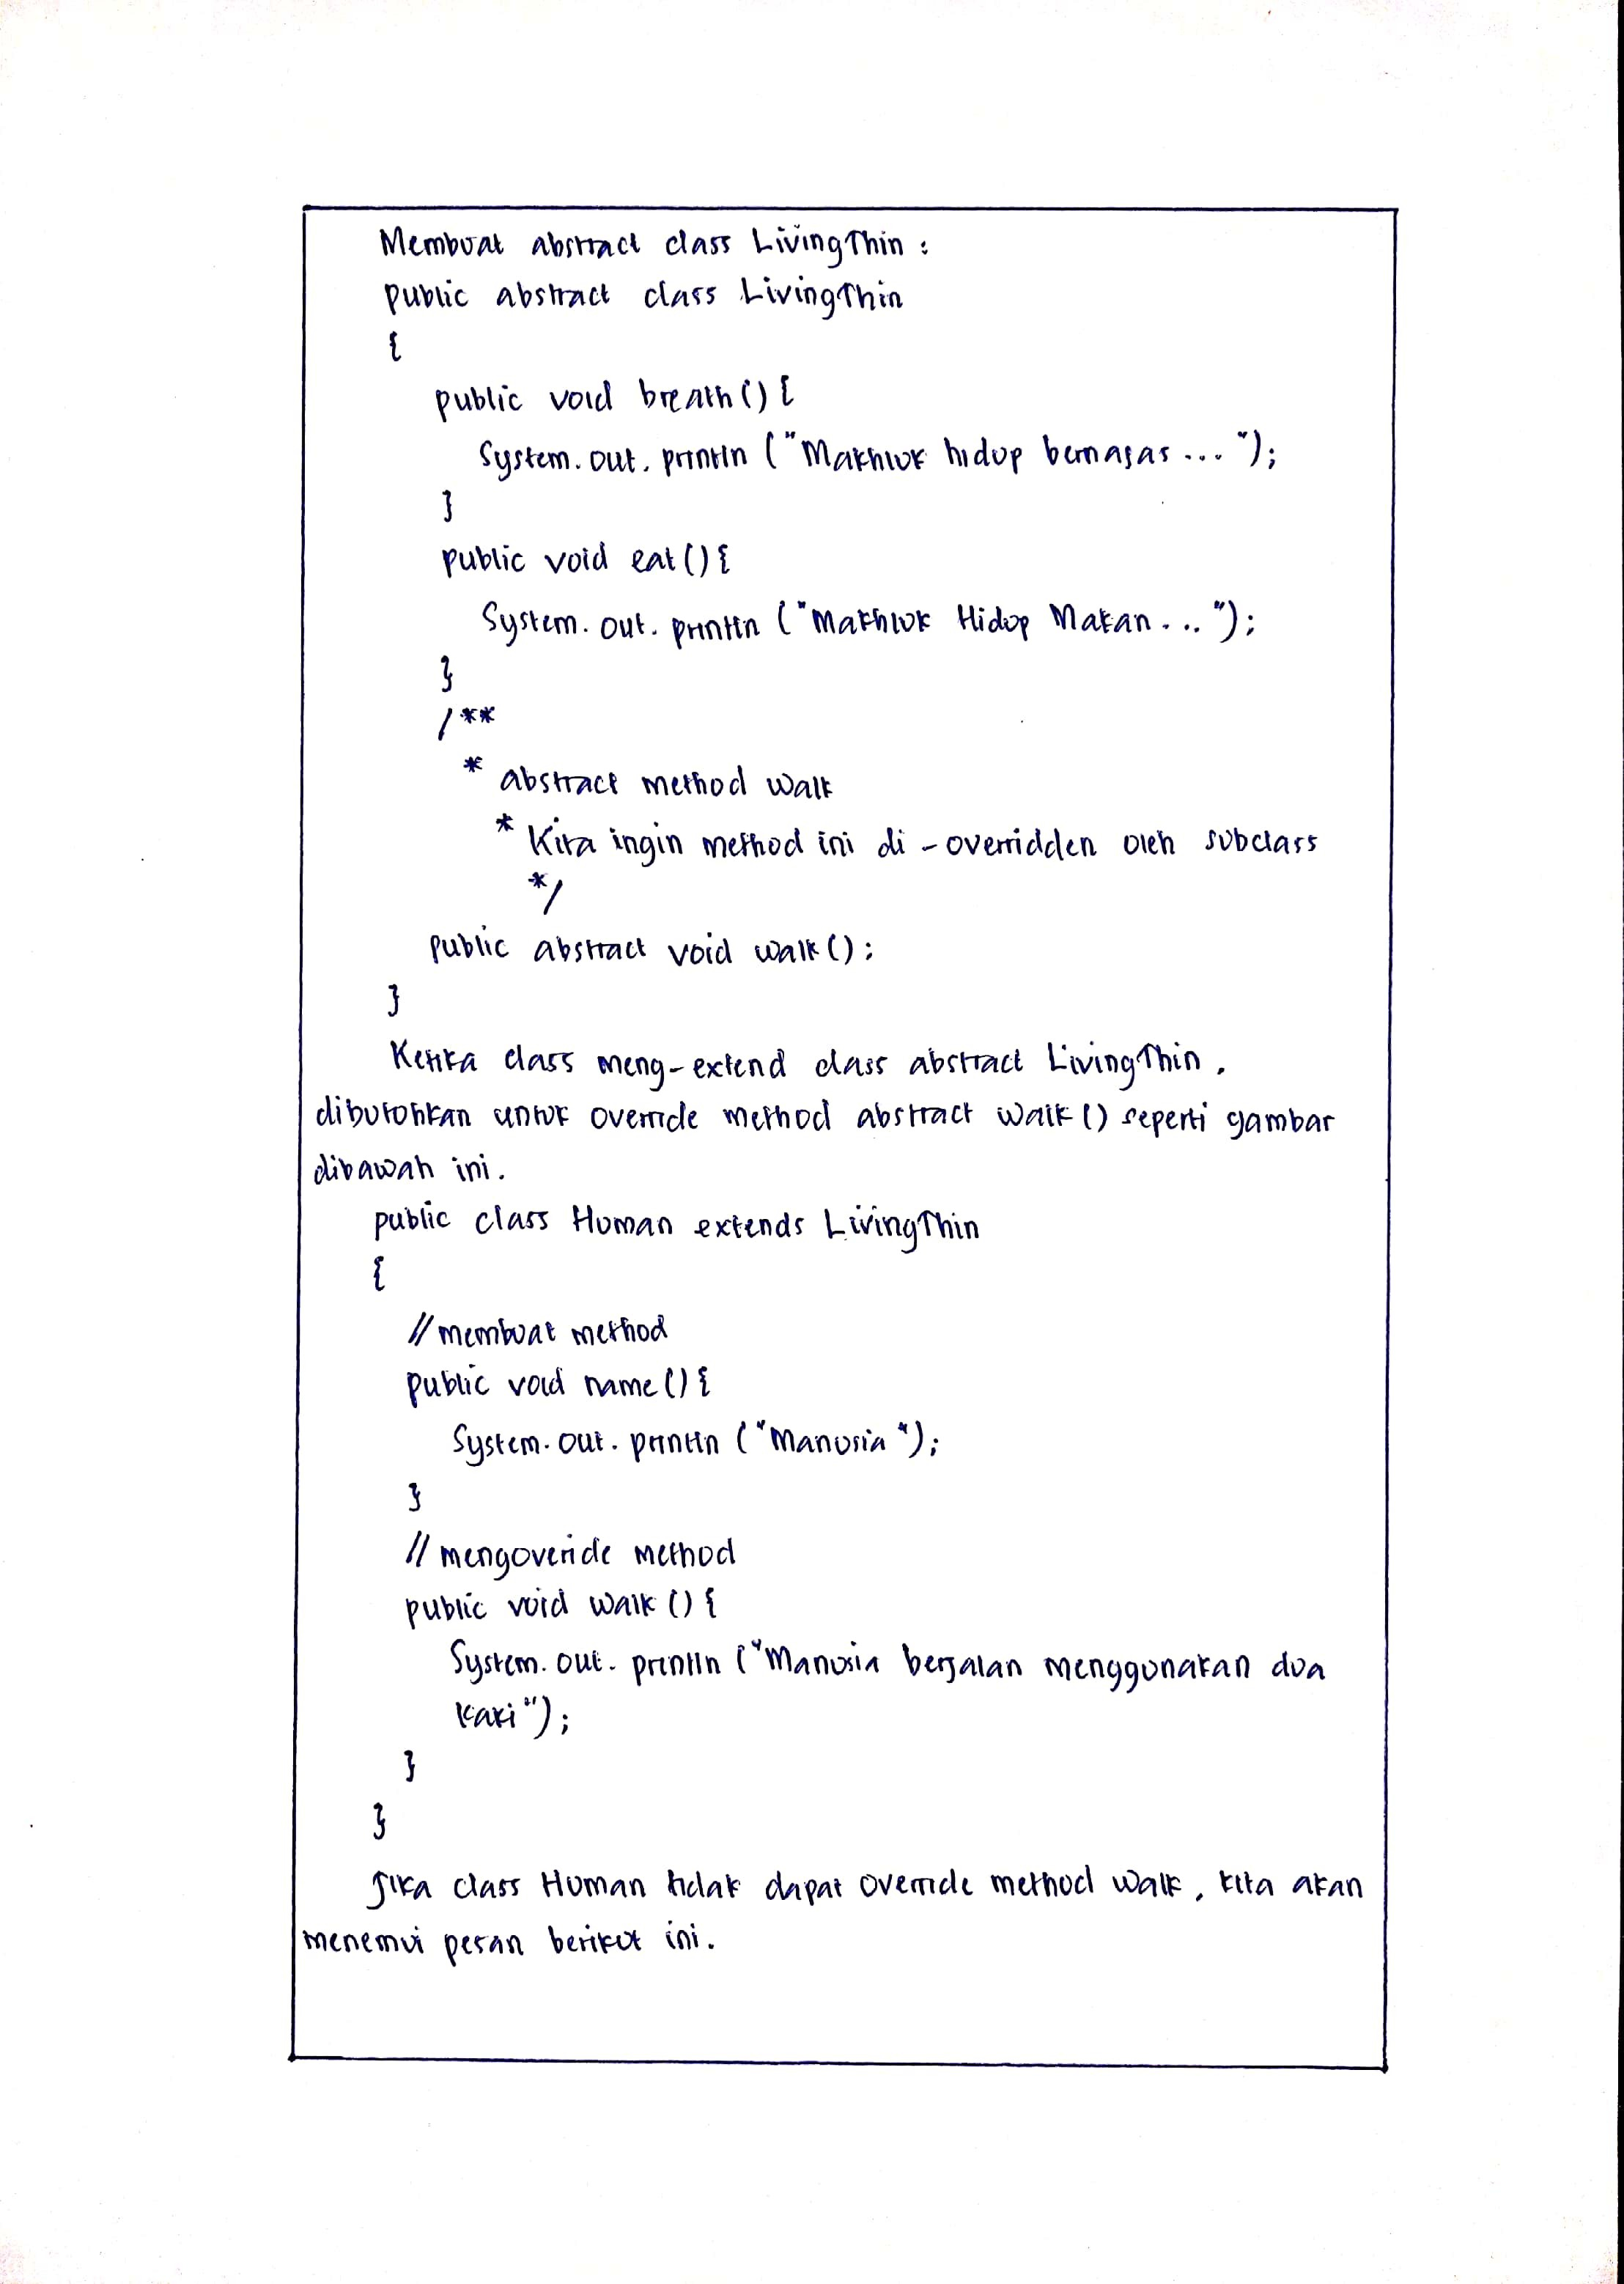 Membuat abstract class LivingThin :
public abstract class LivingThin
{
public void breath() {
System.out.println ("Makhluk hidup bernafas ... ");
}
public void eat() {
System.out.println ("Makhluk Hidup Makan... ");
}
/**
* abstract method walk
* Kita ingin method ini di-overridden oleh subclass
*/
public abstract void walk();
}
Ketika class meng-extend class abstract LivingThin,
dibutuhkan untuk override method abstract walk() seperti gambar
dibawah ini.
public class Human extends LivingThin
{
//membuat method
public void name() {
System.out.println ("Manusia");
}
//mengoveride method
public void walk () {
System.out.println ("Manusia berjalan menggunakan dua
kaki");
}
}
Jika class Human tidak dapat override method walk, kita akan
menemui pesan berikut ini.